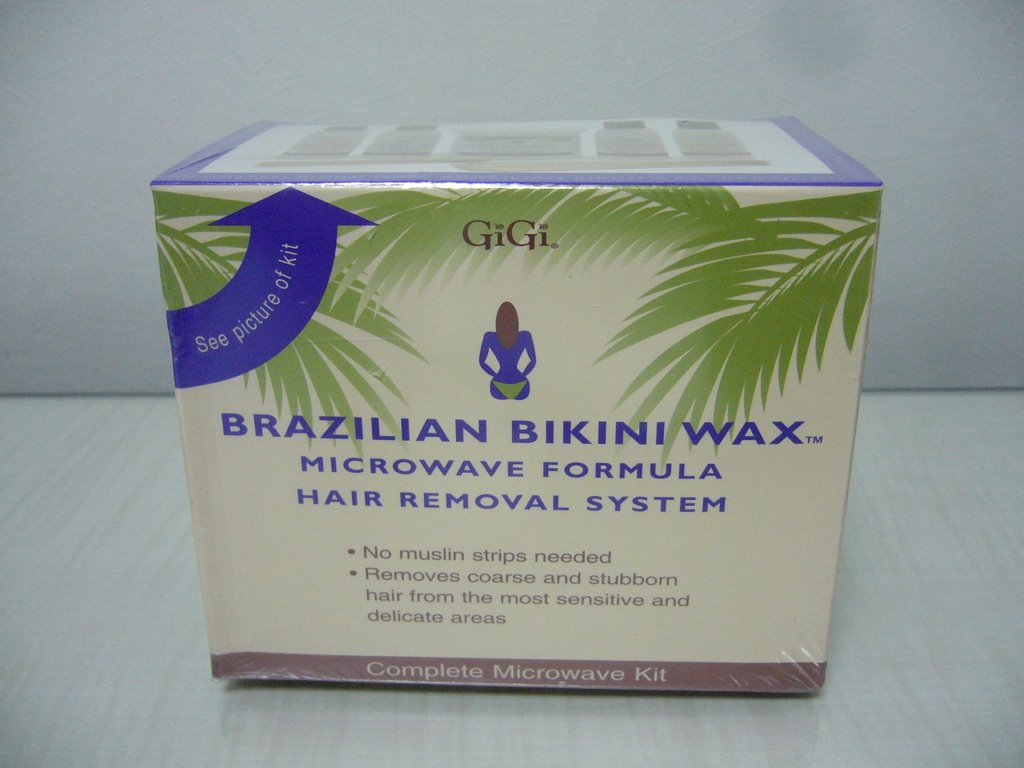 See picture of kit
GiGi®
BRAZILIAN BIKINI WAX™
MICROWAVE FORMULA
HAIR REMOVAL SYSTEM
• No muslin strips needed
• Removes coarse and stubborn
hair from the most sensitive and
delicate areas
Complete Microwave Kit